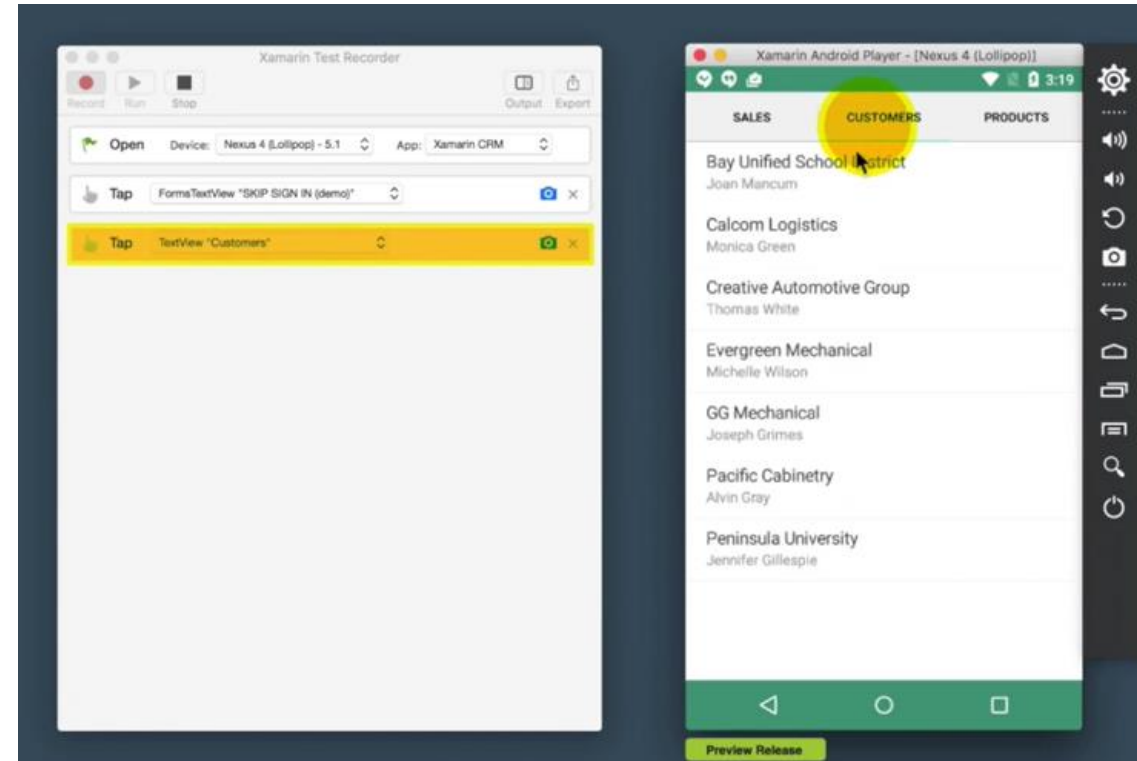 Xamarin Test Recorder
Record Run Stop Output Export
Open Device: Nexus 4 (Lollipop) - 5.1 App: Xamarin CRM
Tap FormsTextView "SKIP SIGN IN (demo)"
Tap TextView "Customers"
Xamarin Android Player - [Nexus 4 (Lollipop)]
3:19
SALES CUSTOMERS PRODUCTS
Bay Unified School District
Joan Mancum
Calcom Logistics
Monica Green
Creative Automotive Group
Thomas White
Evergreen Mechanical
Michelle Wilson
GG Mechanical
Joseph Grimes
Pacific Cabinetry
Alvin Gray
Peninsula University
Jennifer Gillespie
Preview Release